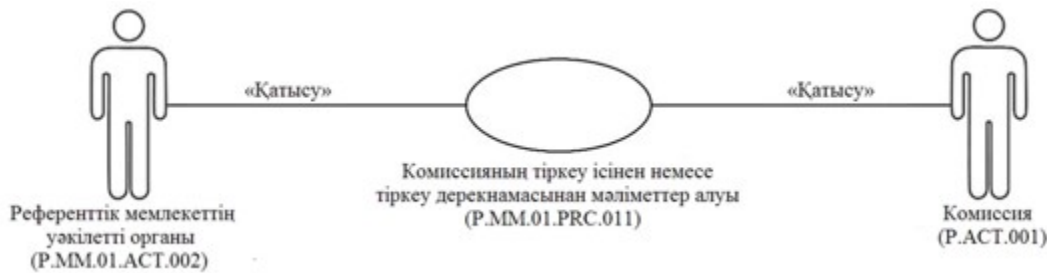 «Қатысу»
«Қатысу»
Комиссияның тіркеу ісінен немесе
тіркеу дерекнамасынан мәліметтер алуы
(P.MM.01.PRC.011)
Референттік мемлекеттің
уәкілетті органы
(P.MM.01.ACT.002)
Комиссия
(P.ACT.001)